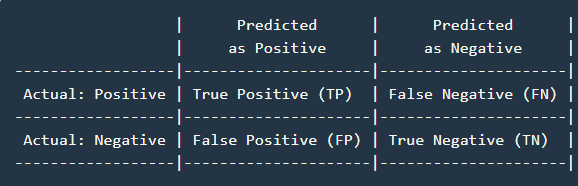 |      Predicted      |      Predicted      |
                  |     as Positive     |     as Negative     |
------------------|---------------------|---------------------|
 Actual: Positive | True Positive (TP)  | False Negative (FN) |
------------------|---------------------|---------------------|
 Actual: Negative | False Positive (FP) | True Negative (TN)  |
------------------|---------------------|---------------------|